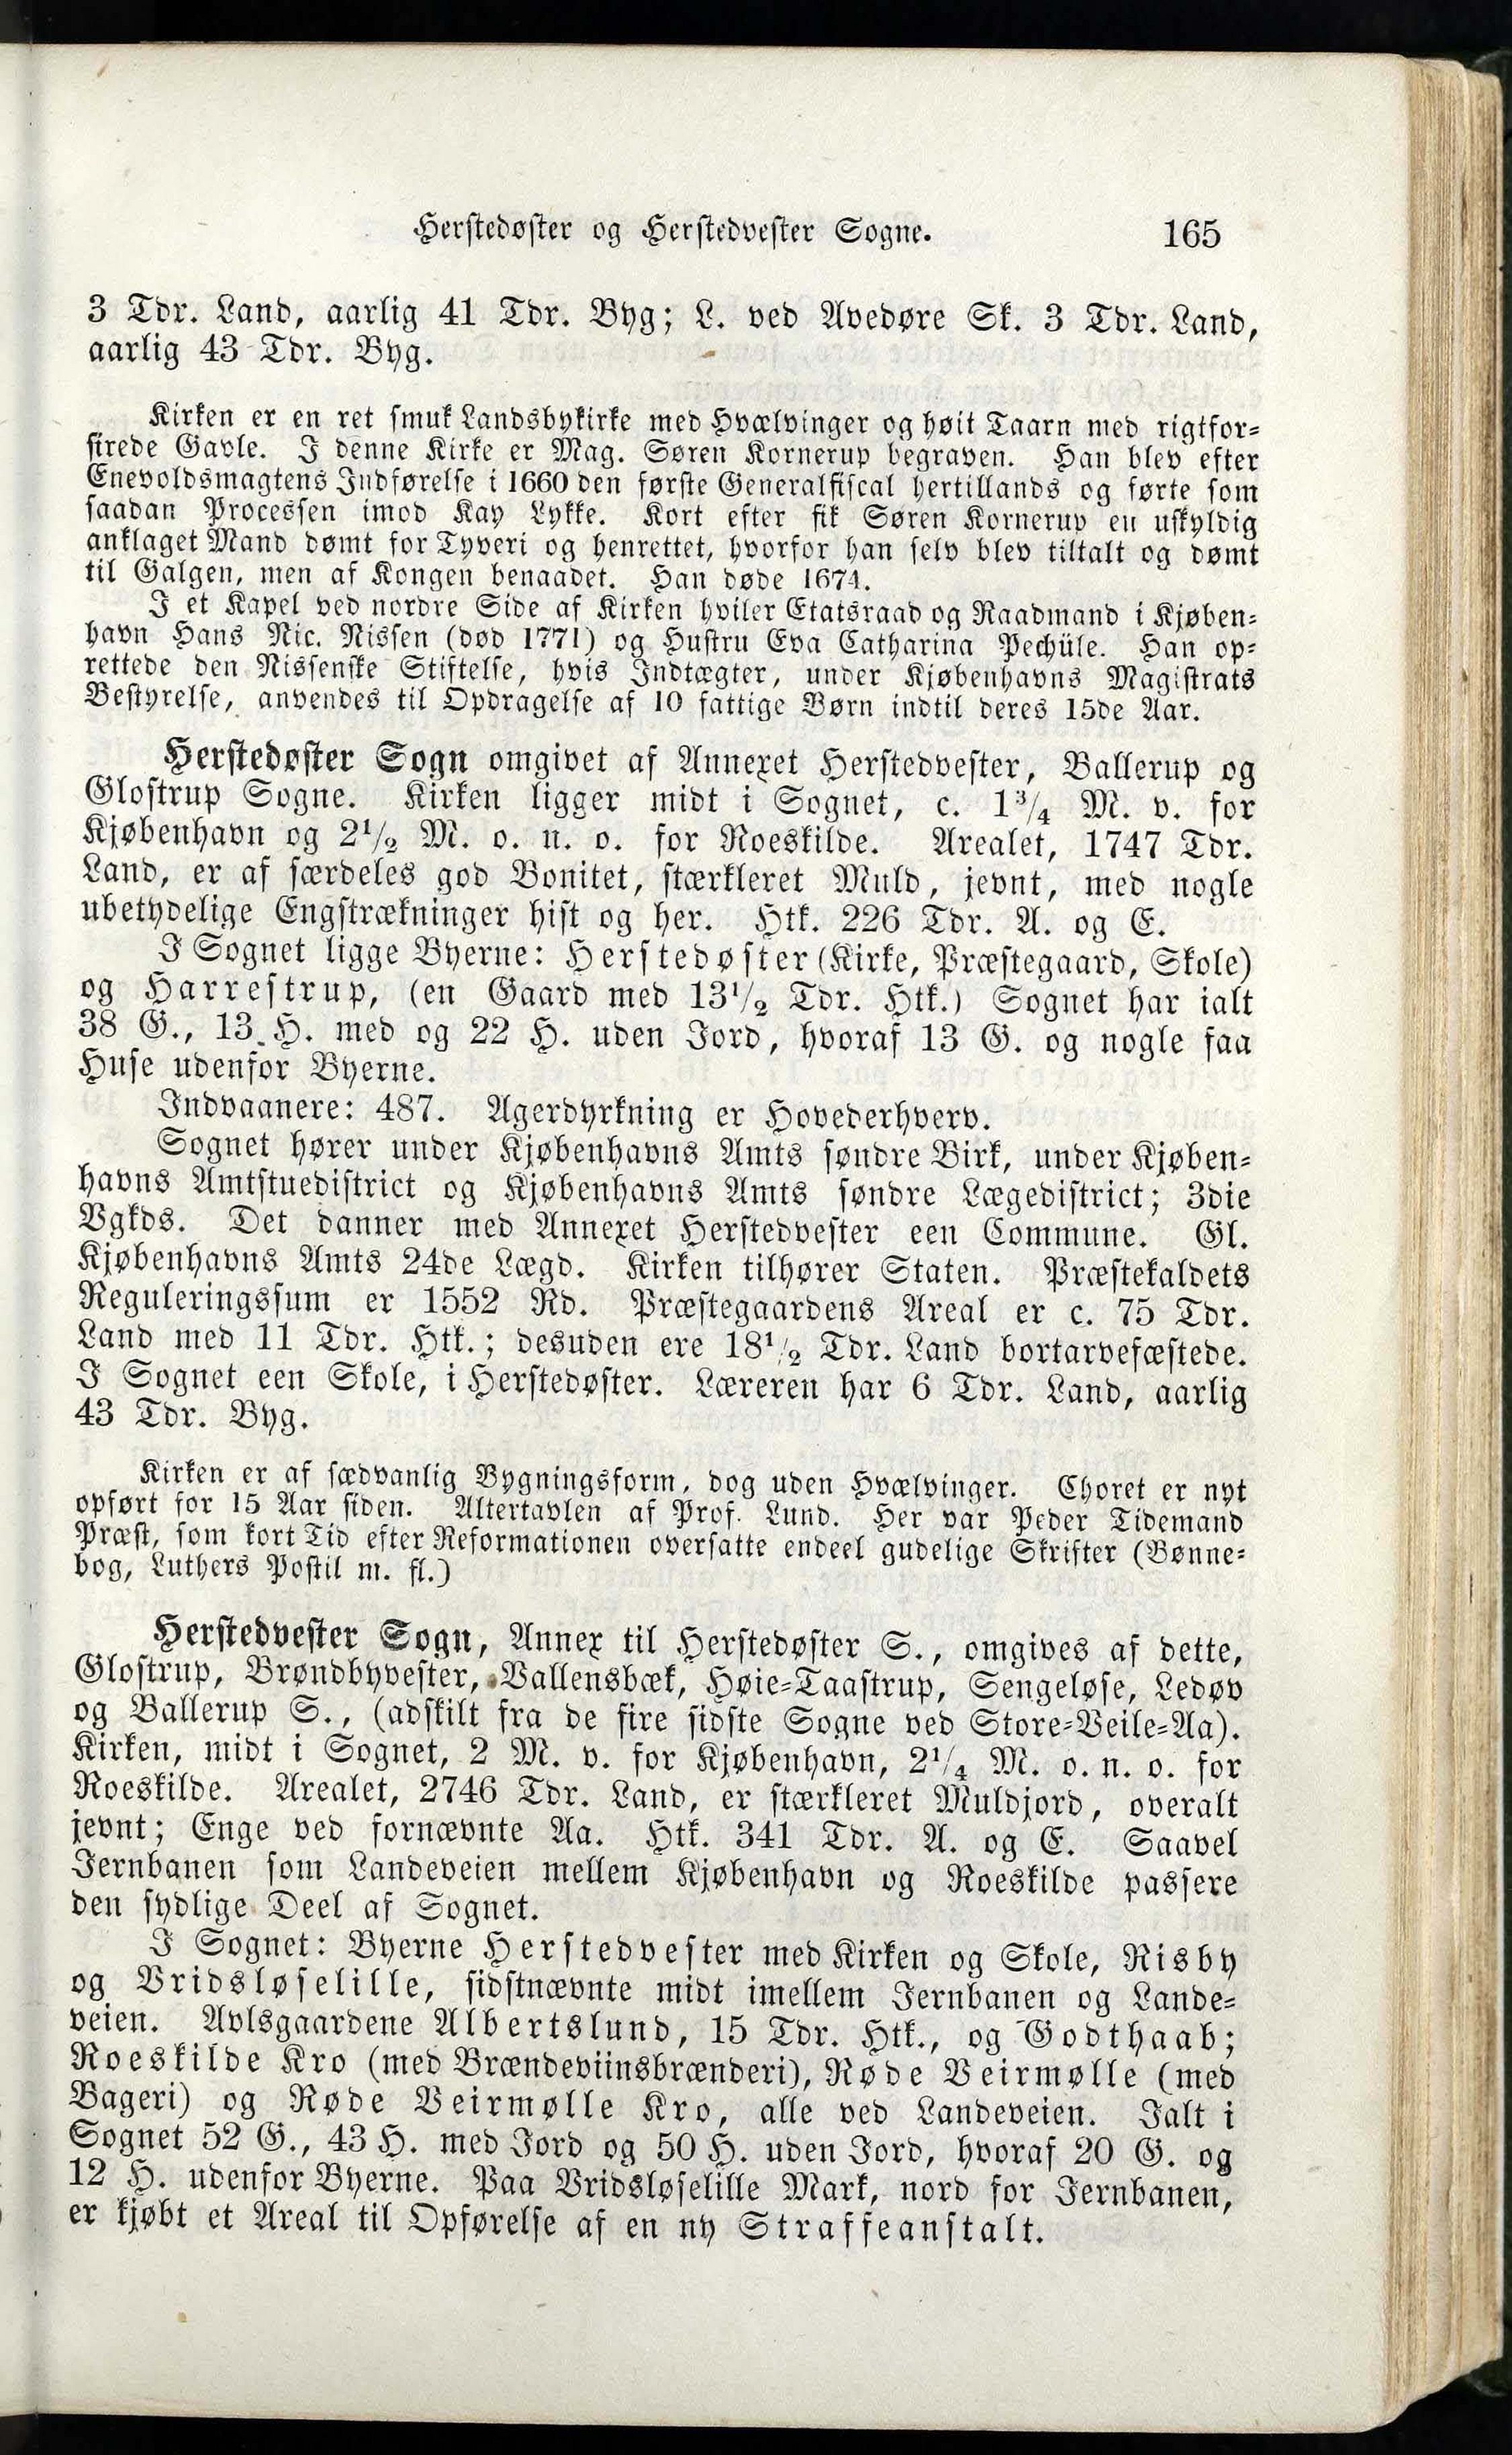 Herstedøster og Herstedvester Sogne. 165
3 Tdr. Land, aarlig 41 Tdr. Byg; L. ved Avedøre Sk. 3 Tdr. Land,
aarlig 43 Tdr. Byg.
Kirken er en ret smuk Landsbykirke med Hvælvinger og høit Taarn med rigtfor-
sirede Gavle. I denne Kirke er Mag. Søren Kornerup begraven. Han blev efter
Enevoldsmagtens Indførelse i 1660 den første Generalfiscal hertillands og førte som
saadan Processen imod Kay Lykke. Kort efter fik Søren Kornerup en uskyldig
anklaget Mand dømt for Tyveri og henrettet, hvorfor han selv blev tiltalt og dømt
til Galgen, men af Kongen benaadet. Han døde 1674.
I et Kapel ved nordre Side af Kirken hviler Etatsraad og Raadmand i Kjøben-
havn Hans Nic. Nissen (død 1771) og Hustru Eva Catharina Pechüle. Han op-
rettede den Nissenske Stiftelse, hvis Indtægter, under Kjøbenhavns Magistrats
Bestyrelse, anvendes til Opdragelse af 10 fattige Børn indtil deres 15de Aar.
Herstedøster Sogn omgivet af Annexet Herstedvester, Ballerup og
Glostrup Sogne. Kirken ligger midt i Sognet, c. 1 3/4 M. v. for
Kjøbenhavn og 2 1/2 M. o. n. o. for Roeskilde. Arealet, 1747 Tdr.
Land, er af særdeles god Bonitet, stærkleret Muld, jevnt, med nogle
ubetydelige Engstrækninger hist og her. Htk. 226 Tdr. A. og E.
I Sognet ligge Byerne: Herstedøster (Kirke, Præstegaard, Skole)
og Harrestrup, (en Gaard med 13 1/2 Tdr. Htk.) Sognet har ialt
38 G., 13 H. med og 22 H. uden Jord, hvoraf 13 G. og nogle faa
Huse udenfor Byerne.
Indvaanere: 487. Agerdyrkning er Hovederhverv.
Sognet hører under Kjøbenhavns Amts søndre Birk, under Kjøben-
havns Amtstuedistrict og Kjøbenhavns Amts søndre Lægedistrict; 3die
Vgkds. Det danner med Annexet Herstedvester een Commune. Gl.
Kjøbenhavns Amts 24de Lægd. Kirken tilhører Staten. Præstekaldets
Reguleringssum er 1552 Rd. Præstegaardens Areal er c. 75 Tdr.
Land med 11 Tdr. Htk.; desuden ere 18 1/2 Tdr. Land bortarvefæstede.
I Sognet een Skole, i Herstedøster. Læreren har 6 Tdr. Land, aarlig
43 Tdr. Byg.
Kirken er af sædvanlig Bygningsform, dog uden Hvælvinger. Choret er nyt
opført for 15 Aar siden. Altertavlen af Prof. Lund. Her var Peder Tidemand
Præst, som kort Tid efter Reformationen oversatte endeel gudelige Skrifter (Bønne-
bog, Luthers Postil m. fl.)
Herstedvester Sogn, Annex til Herstedøster S., omgives af dette,
Glostrup, Brøndbyvester, Vallensbæk, Høie-Taastrup, Sengeløse, Ledøv
og Ballerup S., (adskilt fra de fire sidste Sogne ved Store-Veile-Aa).
Kirken, midt i Sognet, 2 M. v. for Kjøbenhavn, 2 1/4 M. o. n. o. for
Roeskilde. Arealet, 2746 Tdr. Land, er stærkleret Muldjord, overalt
jevnt; Enge ved fornævnte Aa. Htk. 341 Tdr. A. og E. Saavel
Jernbanen som Landeveien mellem Kjøbenhavn og Roeskilde passere
den sydlige Deel af Sognet.
I Sognet: Byerne Herstedvester med Kirken og Skole, Risby
og Vridsløselille, sidstnævnte midt imellem Jernbanen og Lande-
veien. Avlsgaardene Albertslund, 15 Tdr. Htk., og Godthaab;
Roeskilde Kro (med Brændeviinsbrænderi), Røde Veirmølle (med
Bageri) og Røde Veirmølle Kro, alle ved Landeveien. Ialt i
Sognet 52 G., 43 H. med Jord og 50 H. uden Jord, hvoraf 20 G. og
12 H. udenfor Byerne. Paa Vridsløselille Mark, nord for Jernbanen,
er kjøbt et Areal til Opførelse af en ny Straffeanstalt.